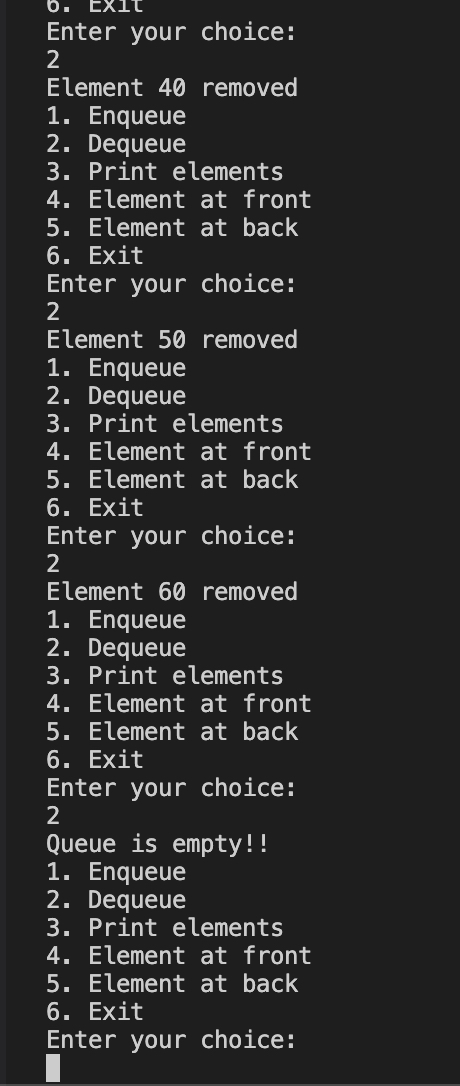 6. Exit
Enter your choice:
2
Element 40 removed
1. Enqueue
2. Dequeue
3. Print elements
4. Element at front
5. Element at back
6. Exit
Enter your choice:
2
Element 50 removed
1. Enqueue
2. Dequeue
3. Print elements
4. Element at front
5. Element at back
6. Exit
Enter your choice:
2
Element 60 removed
1. Enqueue
2. Dequeue
3. Print elements
4. Element at front
5. Element at back
6. Exit
Enter your choice:
2
Queue is empty!!
1. Enqueue
2. Dequeue
3. Print elements
4. Element at front
5. Element at back
6. Exit
Enter your choice: